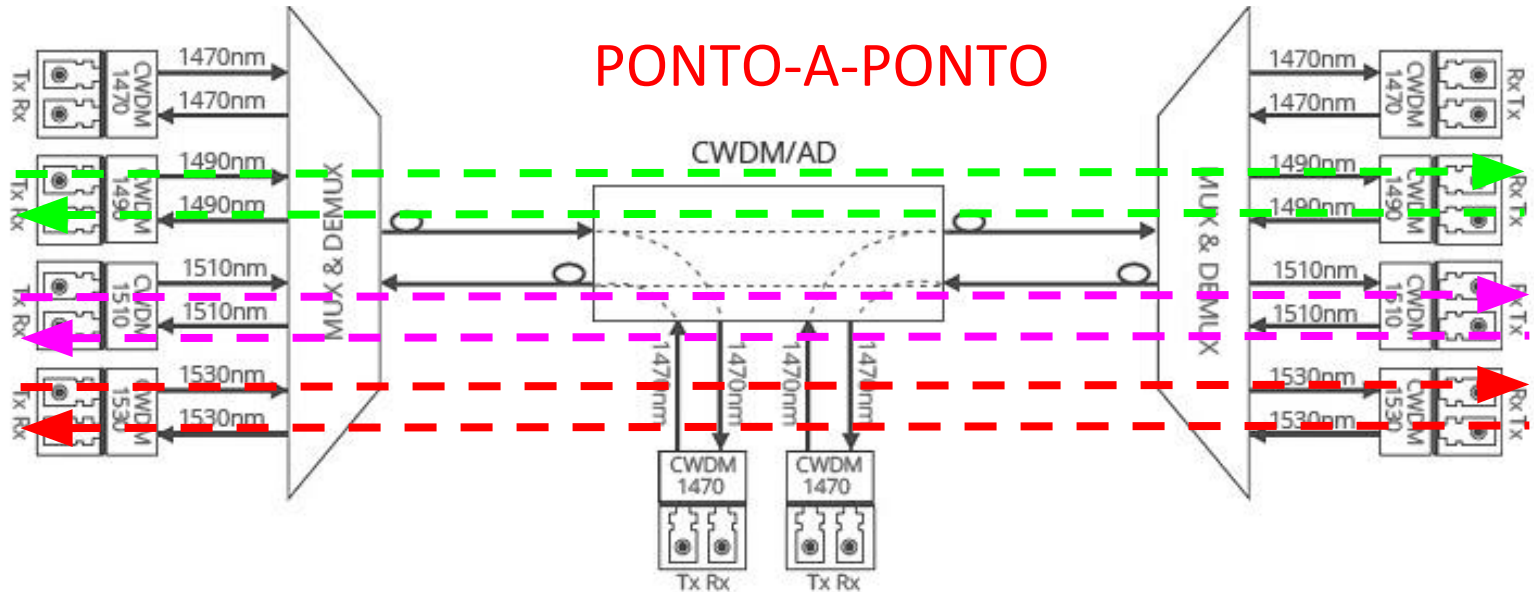 PONTO-A-PONTO
CWDM/AD
Tx Rx
CWDM
1470
1470nm
1470nm
Tx Rx
CWDM
1490
1490nm
1490nm
Tx Rx
CWDM
1510
1510nm
1510nm
Tx Rx
CWDM
1530
1530nm
1530nm
MUX & DEMUX
1470nm
1470nm
1470nm
1470nm
CWDM
1470
Tx Rx
CWDM
1470
Tx Rx
MUX & DEMUX
1470nm
1470nm
CWDM
1470
Rx Tx
1490nm
1490nm
CWDM
1490
Rx Tx
1510nm
1510nm
CWDM
1510
Rx Tx
1530nm
1530nm
CWDM
1530
Rx Tx